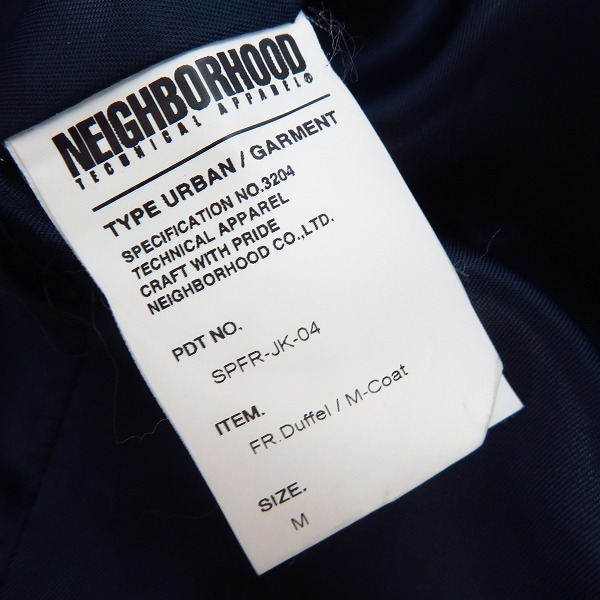 NEIGHBORHOOD
TECHNICAL APPAREL®
TYPE URBAN / GARMENT
SPECIFICATION NO.3204
TECHNICAL APPAREL
CRAFT WITH PRIDE
NEIGHBORHOOD CO.,LTD.
PDT NO.
SPFR-JK-04
ITEM.
FR.Duffel / M-Coat
SIZE.
M